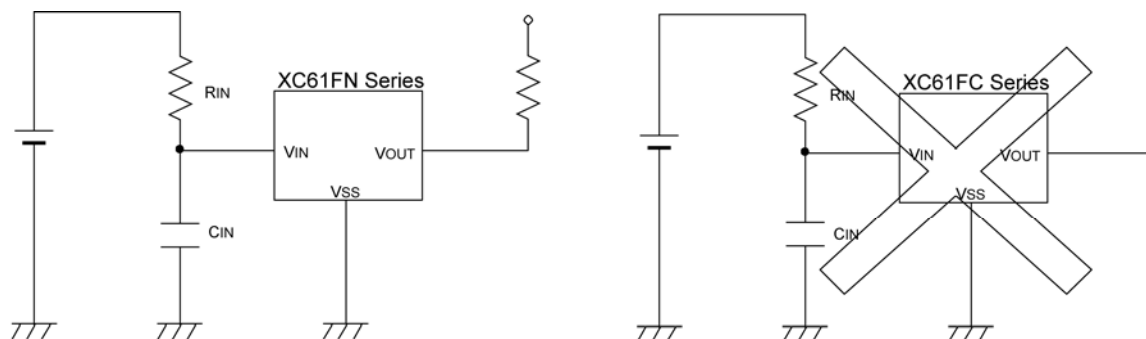 XC61FN Series
RIN
VIN
VOUT
VSS
CIN
XC61FC Series
RIN
VIN
VOUT
VSS
CIN